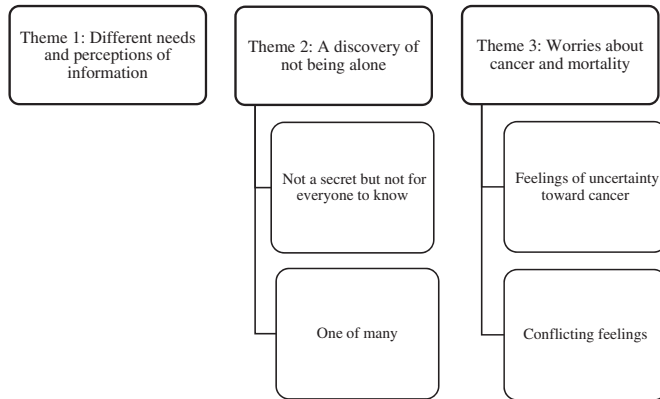 Theme 1: Different needs
and perceptions of
information
Theme 2: A discovery of
not being alone
Not a secret but not for
everyone to know
One of many
Theme 3: Worries about
cancer and mortality
Feelings of uncertainty
toward cancer
Conflicting feelings